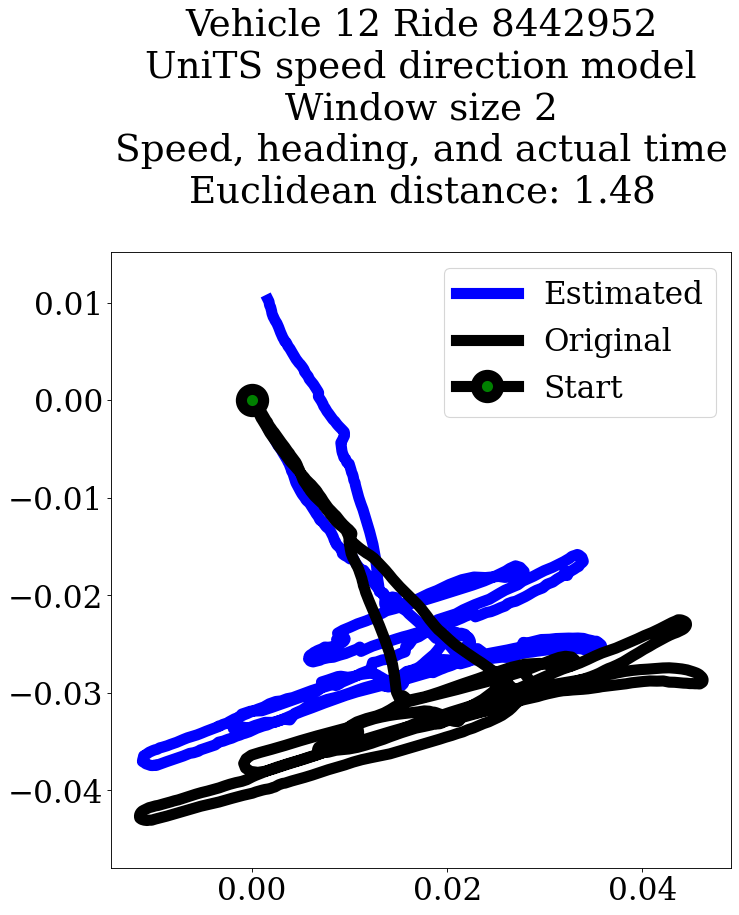 Vehicle 12 Ride 8442952
UniTS speed direction model
Window size 2
Speed, heading, and actual time
Euclidean distance: 1.48
Estimated
Original
Start
0.01
0.00
−0.01
−0.02
−0.03
−0.04
0.00 0.02 0.04